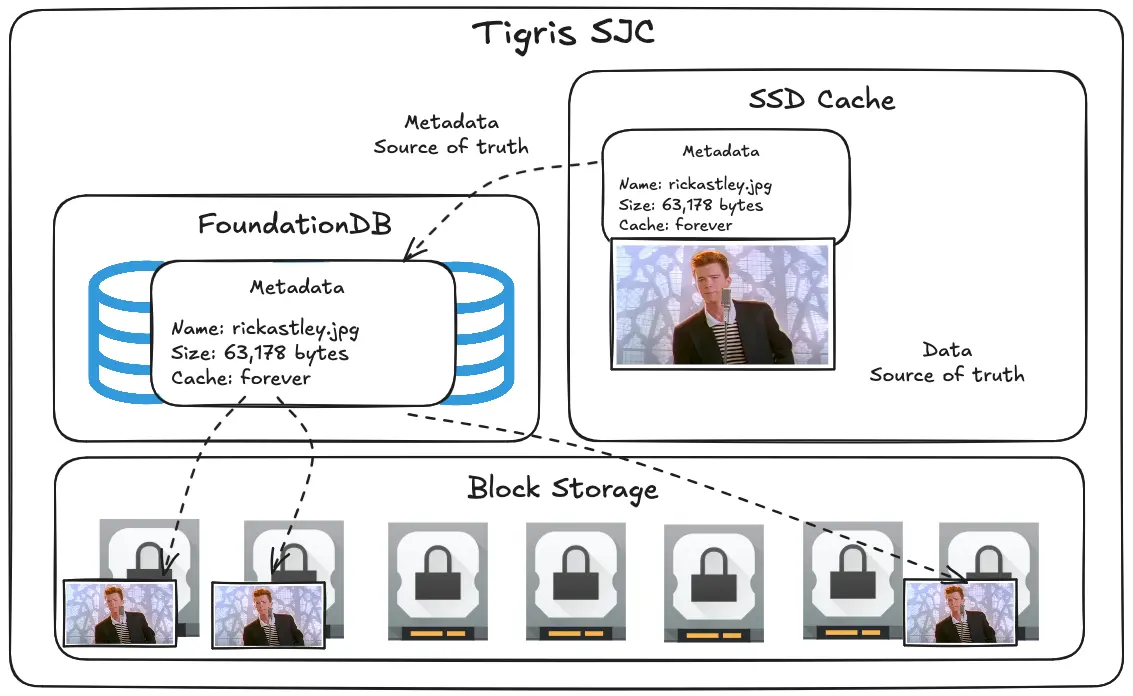 Tigris SJC
SSD Cache
Metadata
Name: rickastley.jpg
Size: 63,178 bytes
Cache: forever
Metadata
Source of truth
FoundationDB
Metadata
Name: rickastley.jpg
Size: 63,178 bytes
Cache: forever
Data
Source of truth
Block Storage